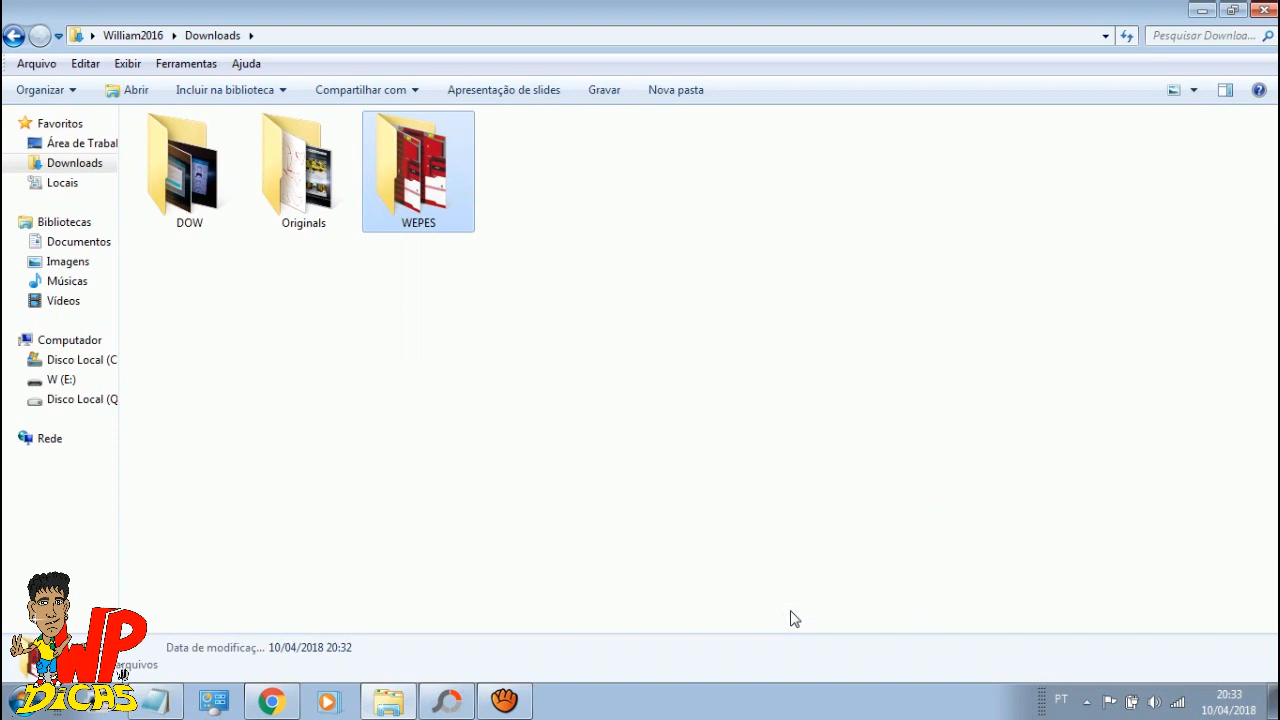 William2016 Downloads
Pesquisar Downloa...
Arquivo Editar Exibir Ferramentas Ajuda
Organizar Abrir Incluir na biblioteca Compartilhar com Apresentação de slides Gravar Nova pasta
Favoritos
Área de Trabal
Downloads
Locais
Bibliotecas
Documentos
Imagens
Músicas
Vídeos
Computador
Disco Local (C
W (E:)
Disco Local (Q
Rede
DOW
Originals
WEPES
Data de modificaç... 10/04/2018 20:32
arquivos
WP
DiCAS
PT
20:33
10/04/2018